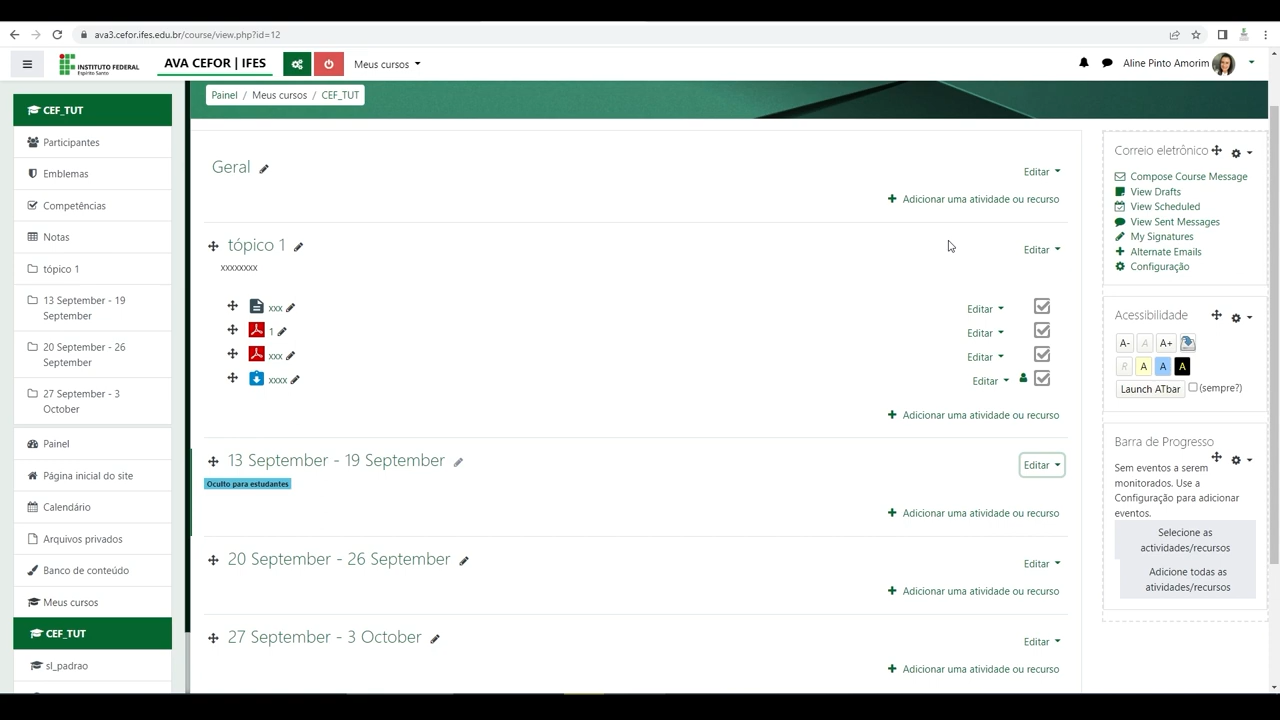 ava3.cefor.ifes.edu.br/course/view.php?id=12
INSTITUTO FEDERAL
Espírito Santo
AVA CEFOR | IFES
Meus cursos
Aline Pinto Amorim
CEF_TUT
Participantes
Emblemas
Competências
Notas
tópico 1
13 September - 19
September
20 September - 26
September
27 September - 3
October
Painel
Página inicial do site
Calendário
Arquivos privados
Banco de conteúdo
Meus cursos
CEF_TUT
sl_padrao
Painel / Meus cursos / CEF_TUT
Geral
Editar
Adicionar uma atividade ou recurso
tópico 1
Editar
xxxxxxxx
xxx
Editar
1
Editar
xxx
Editar
xxxx
Editar
Adicionar uma atividade ou recurso
13 September - 19 September
Editar
Oculto para estudantes
Adicionar uma atividade ou recurso
20 September - 26 September
Editar
Adicionar uma atividade ou recurso
27 September - 3 October
Editar
Adicionar uma atividade ou recurso
Correio eletrônico
Compose Course Message
View Drafts
View Scheduled
View Sent Messages
My Signatures
Alternate Emails
Configuração
Acessibilidade
A- A A+
R A A A
Launch ATbar (sempre?)
Barra de Progresso
Sem eventos a serem
monitorados. Use a
Configuração para adicionar
eventos.
Selecione as
actividades/recursos
Adicione todas as
atividades/recursos